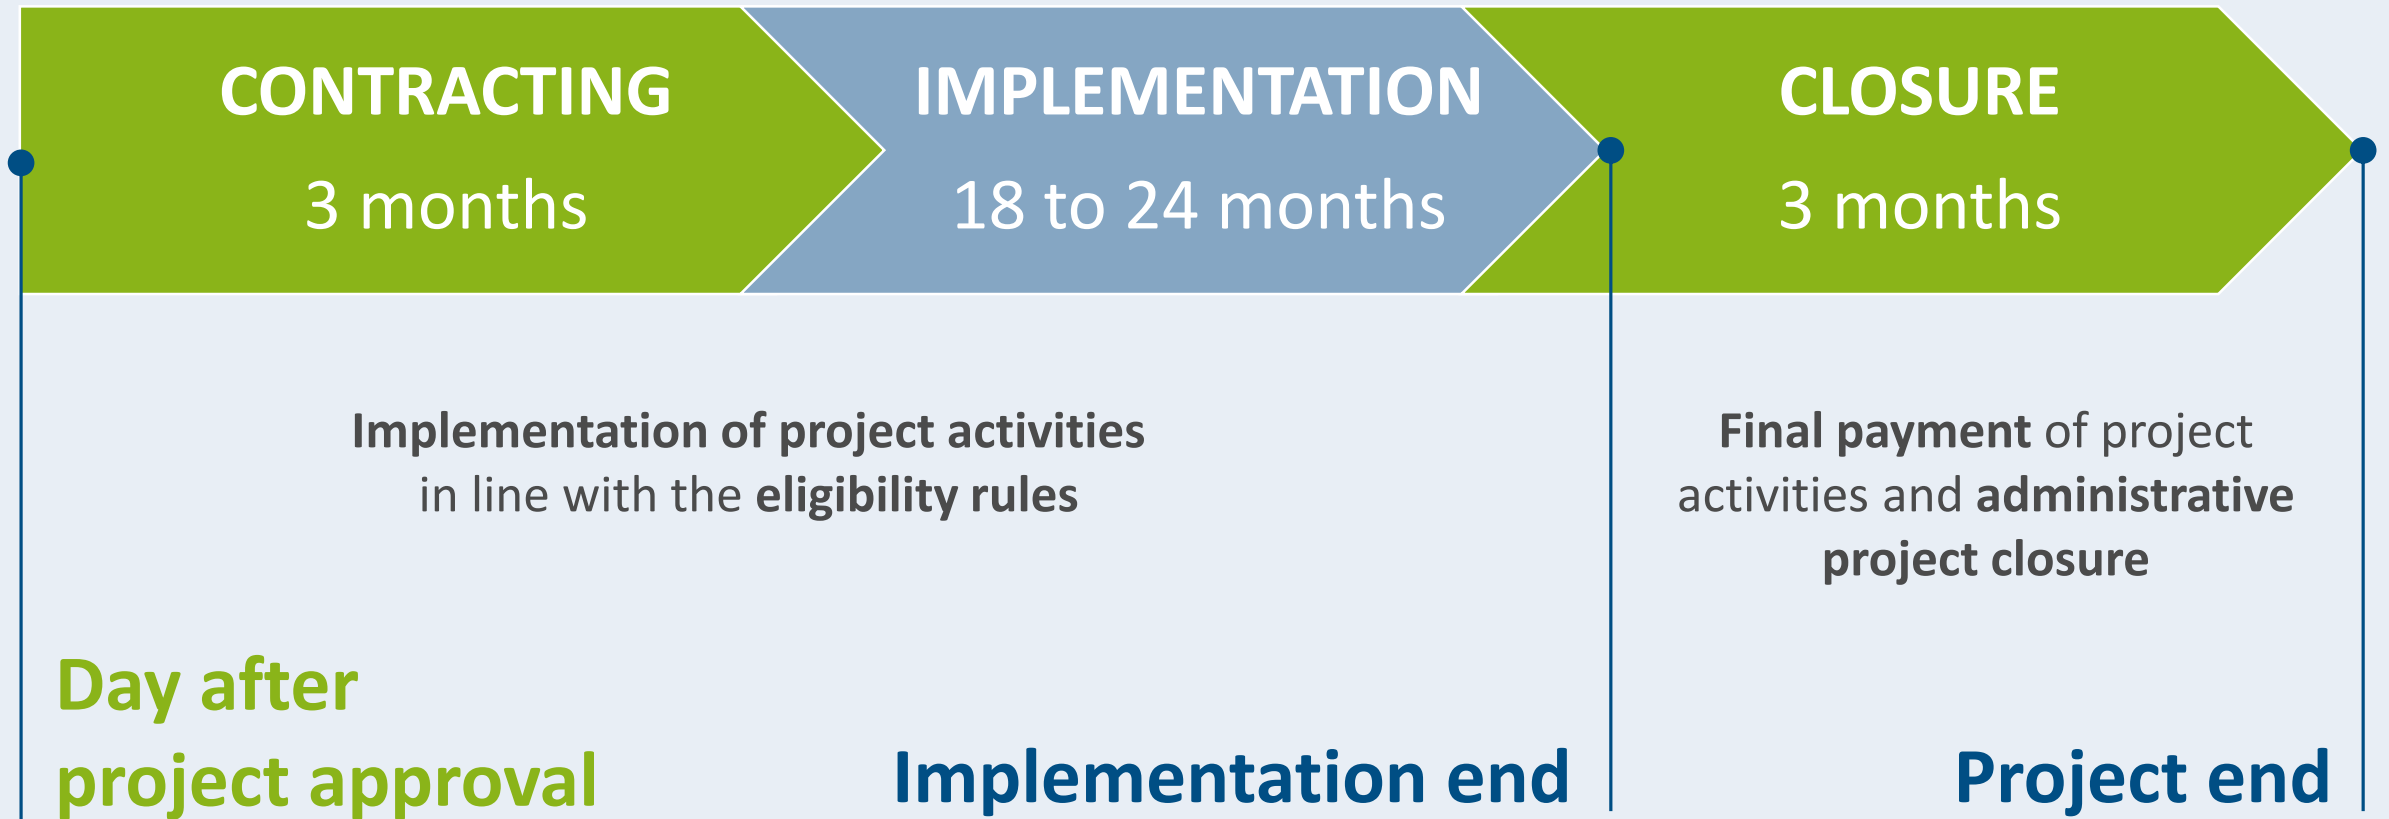 CONTRACTING
3 months
IMPLEMENTATION
18 to 24 months
CLOSURE
3 months
Implementation of project activities
in line with the eligibility rules
Final payment of project
activities and administrative
project closure
Day after
project approval
Implementation end
Project end